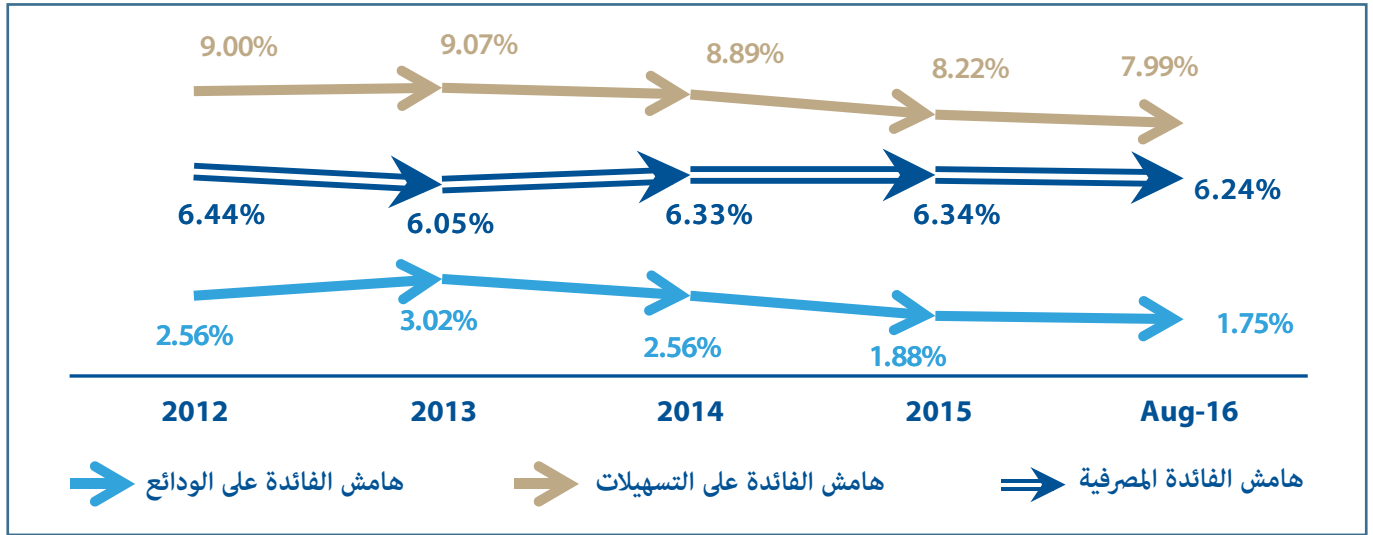 9.00% 9.07% 8.89% 8.22% 7.99%
6.44% 6.05% 6.33% 6.34% 6.24%
2.56% 3.02% 2.56% 1.88% 1.75%
2012 2013 2014 2015 Aug-16
هامش الفائدة المصرفية هامش الفائدة على التسهيلات هامش الفائدة على الودائع